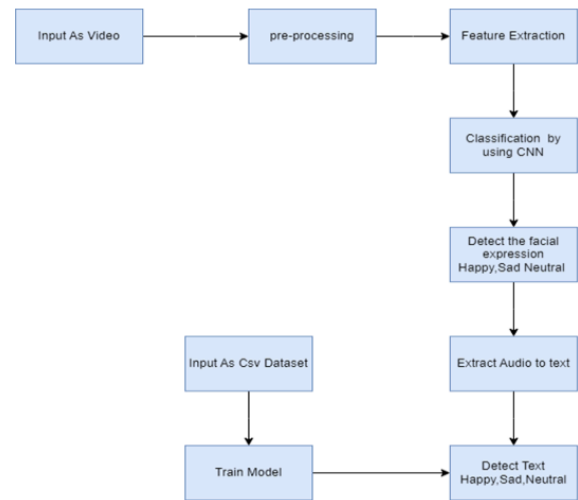 Input As Video
pre-processing
Feature Extraction
Classification by
using CNN
Detect the facial
expression
Happy,Sad Neutral
Input As Csv Dataset
Extract Audio to text
Train Model
Detect Text
Happy,Sad,Neutral